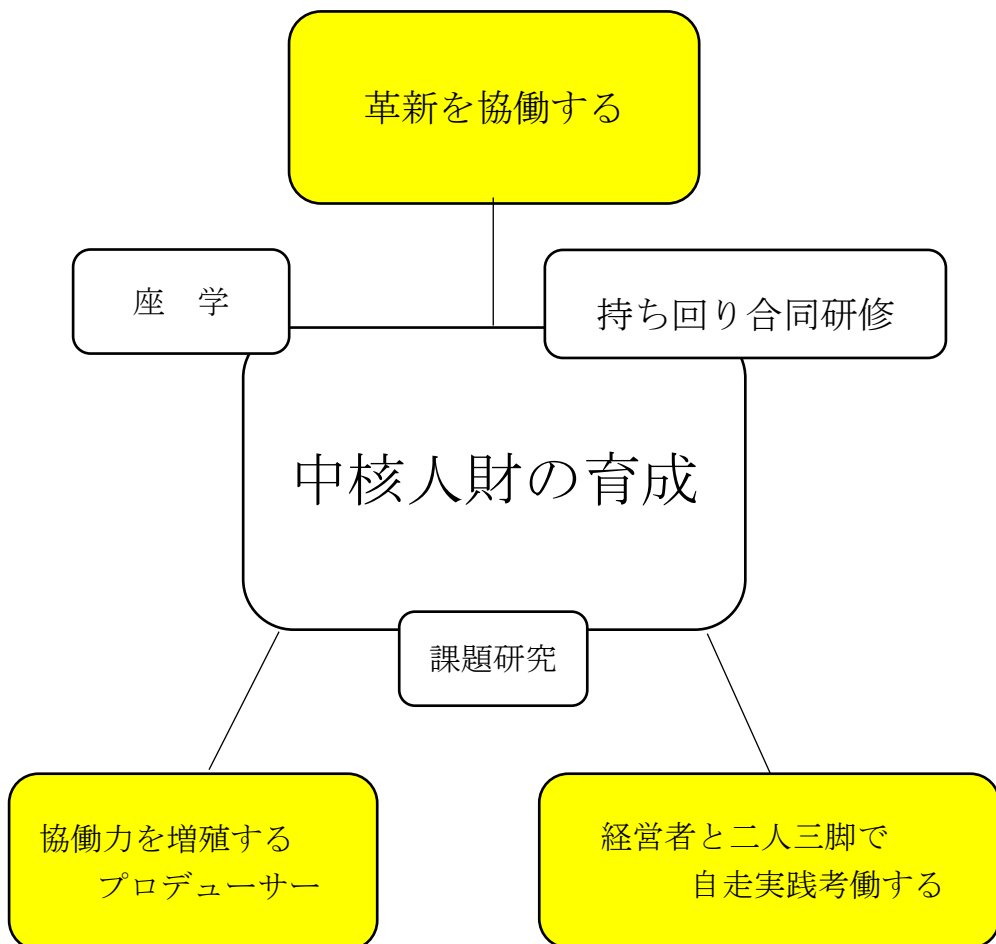 革新を協働する
座　学
持ち回り合同研修
中核人財の育成
課題研究
協働力を増殖する
プロデューサー
経営者と二人三脚で
自走実践考働する